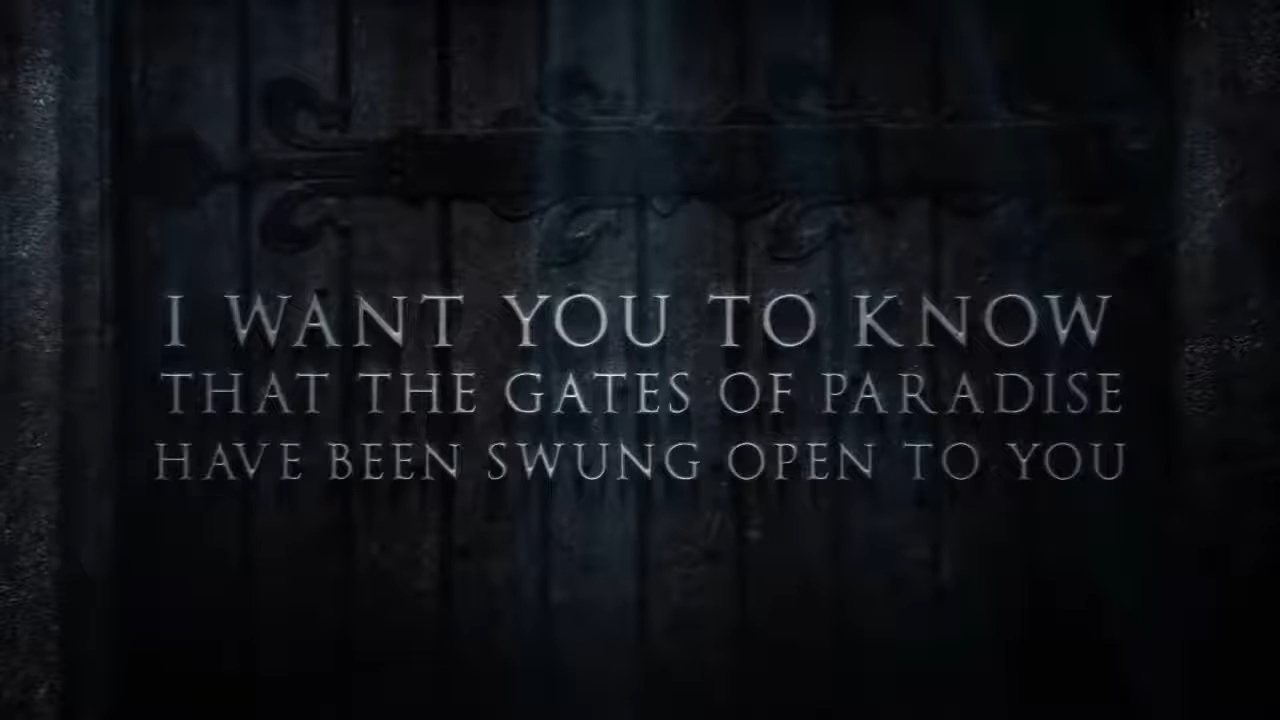 I WANT YOU TO KNOW
THAT THE GATES OF PARADISE
HAVE BEEN SWUNG OPEN TO YOU